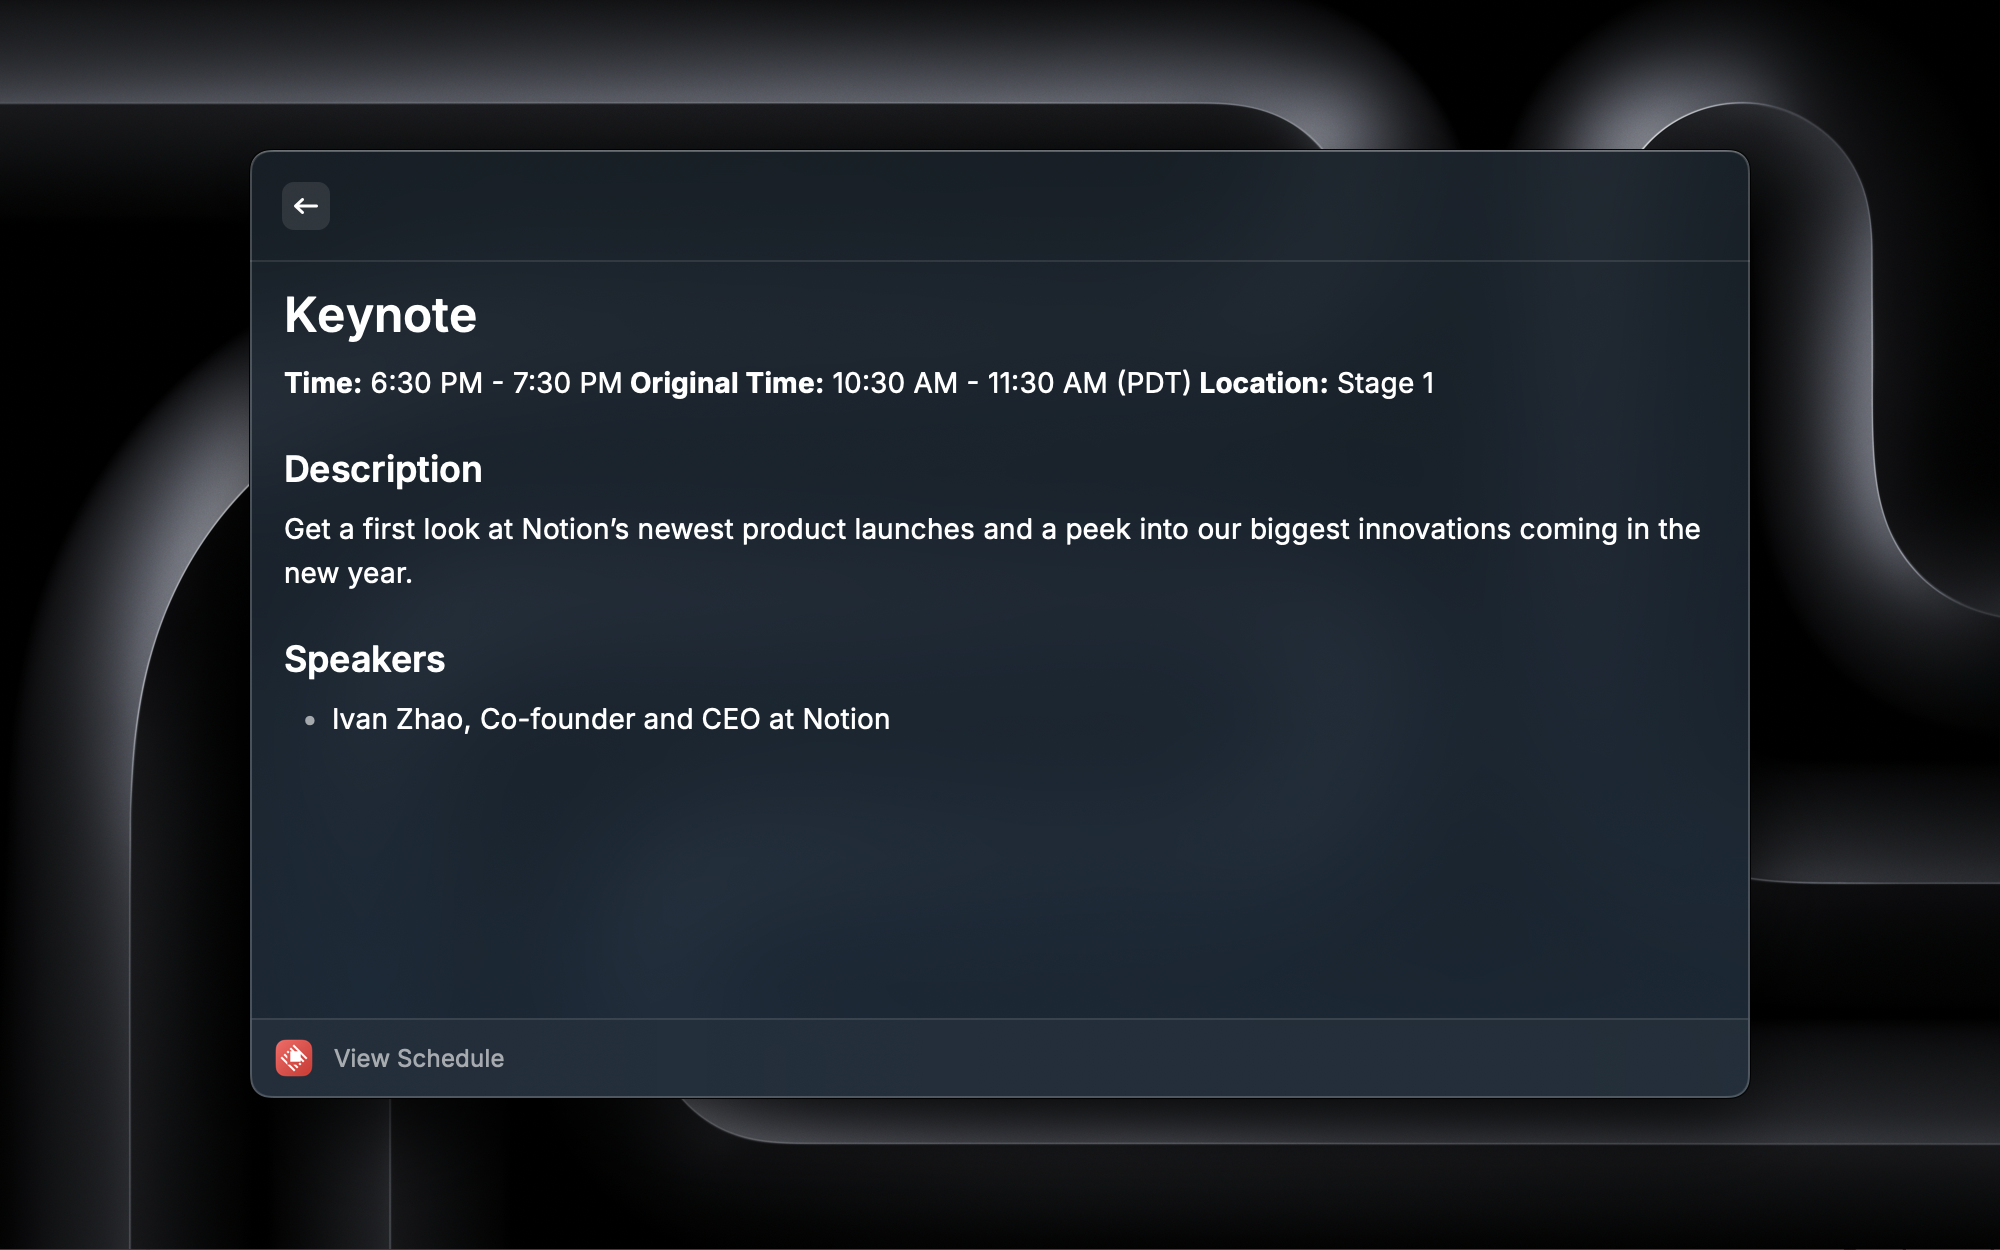 Keynote
Time: 6:30 PM - 7:30 PM Original Time: 10:30 AM - 11:30 AM (PDT) Location: Stage 1
Description
Get a first look at Notion’s newest product launches and a peek into our biggest innovations coming in the
new year.
Speakers
• Ivan Zhao, Co-founder and CEO at Notion
View Schedule